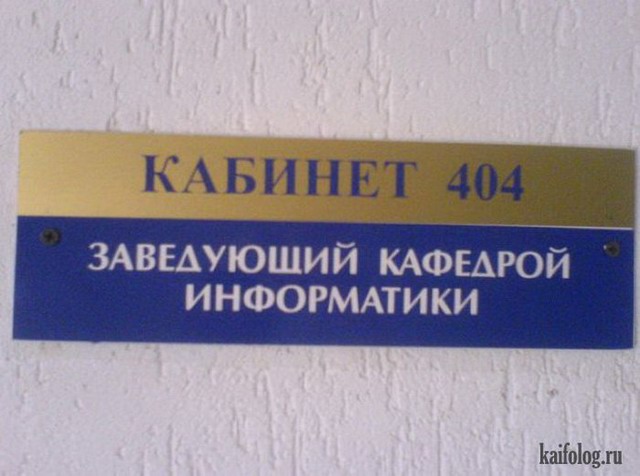 КАБИНЕТ 404
ЗАВЕДУЮЩИЙ КАФЕДРОЙ
ИНФОРМАТИКИ
kaifolog.ru